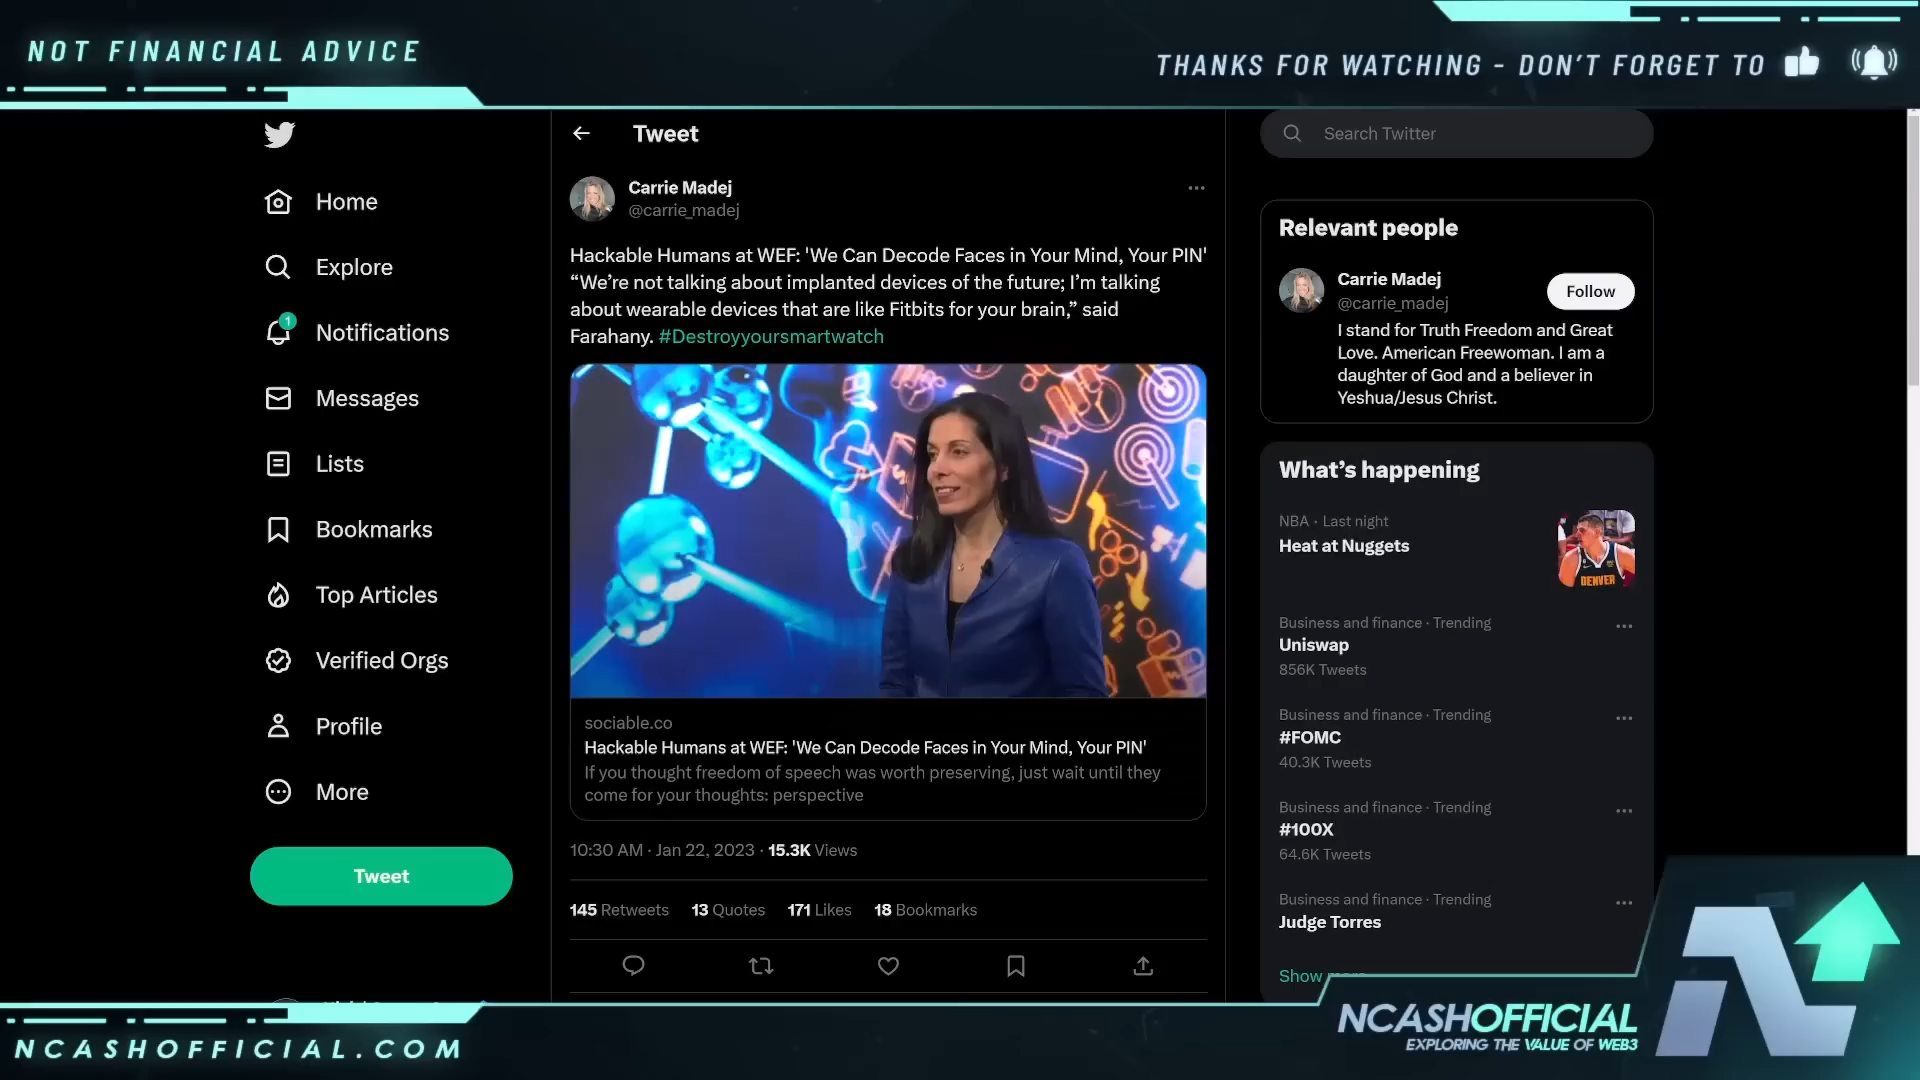 NOT FINANCIAL ADVICE
THANKS FOR WATCHING - DON'T FORGET TO
Home
Explore
1
Notifications
Messages
Lists
Bookmarks
Top Articles
Verified Orgs
Profile
More
Tweet
Tweet
Carrie Madej
@carrie_madej
Hackable Humans at WEF: 'We Can Decode Faces in Your Mind, Your PIN'
“We’re not talking about implanted devices of the future; I’m talking
about wearable devices that are like Fitbits for your brain,” said
Farahany. #Destroyyoursmartwatch
sociable.co
Hackable Humans at WEF: 'We Can Decode Faces in Your Mind, Your PIN'
If you thought freedom of speech was worth preserving, just wait until they
come for your thoughts: perspective
10:30 AM · Jan 22, 2023 · 15.3K Views
145 Retweets 13 Quotes 171 Likes 18 Bookmarks
Search Twitter
Relevant people
Carrie Madej
@carrie_madej
Follow
I stand for Truth Freedom and Great
Love. American Freewoman. I am a
daughter of God and a believer in
Yeshua/Jesus Christ.
What’s happening
NBA · Last night
Heat at Nuggets
DENVER
Business and finance · Trending
Uniswap
856K Tweets
Business and finance · Trending
#FOMC
40.3K Tweets
Business and finance · Trending
#100X
64.6K Tweets
Business and finance · Trending
Judge Torres
Show
NCASHOFFICIAL.COM
NCASHOFFICIAL
EXPLORING THE VALUE OF WEB3